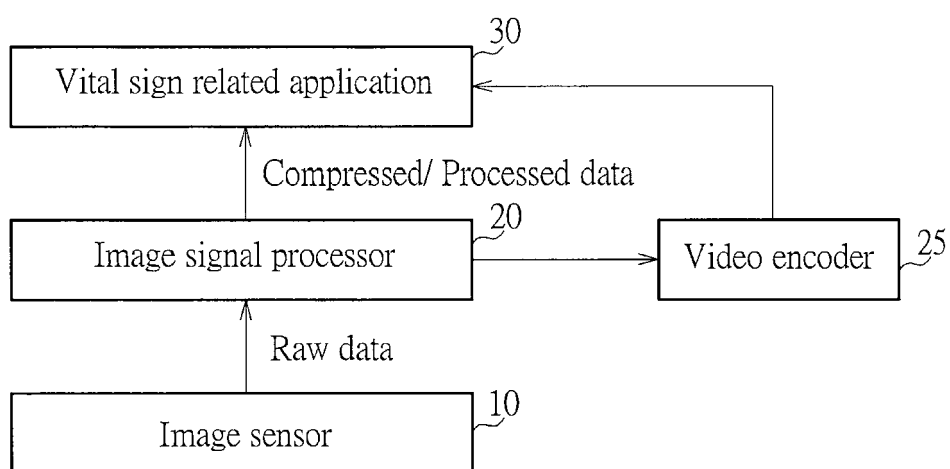 30
Vital sign related application
Compressed/ Processed data
20
Image signal processor
Video encoder
25
Raw data
10
Image sensor